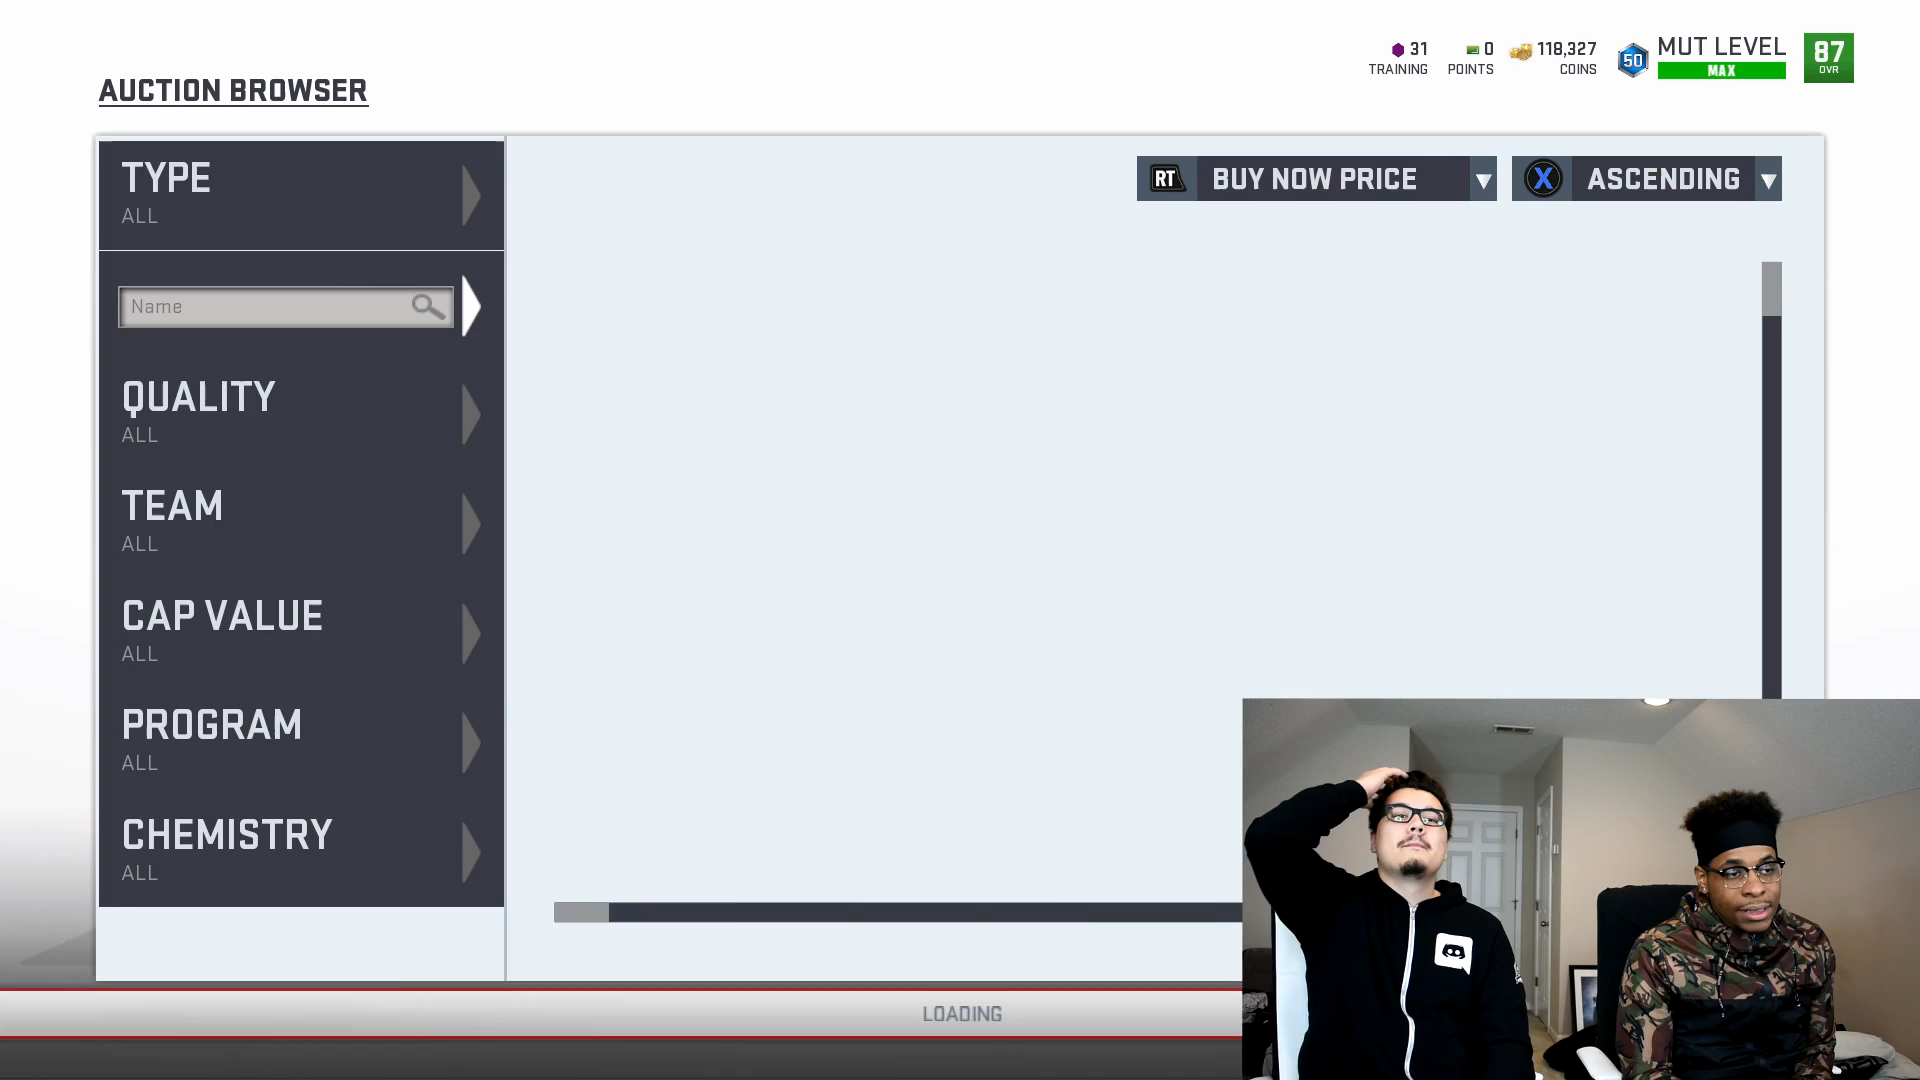 31
TRAINING
0
POINTS
118,327
COINS
50
MUT LEVEL
MAX
87
OVR
AUCTION BROWSER
TYPE
ALL
RT
BUY NOW PRICE
X
ASCENDING
Name
QUALITY
ALL
TEAM
ALL
CAP VALUE
ALL
PROGRAM
ALL
CHEMISTRY
ALL
LOADING